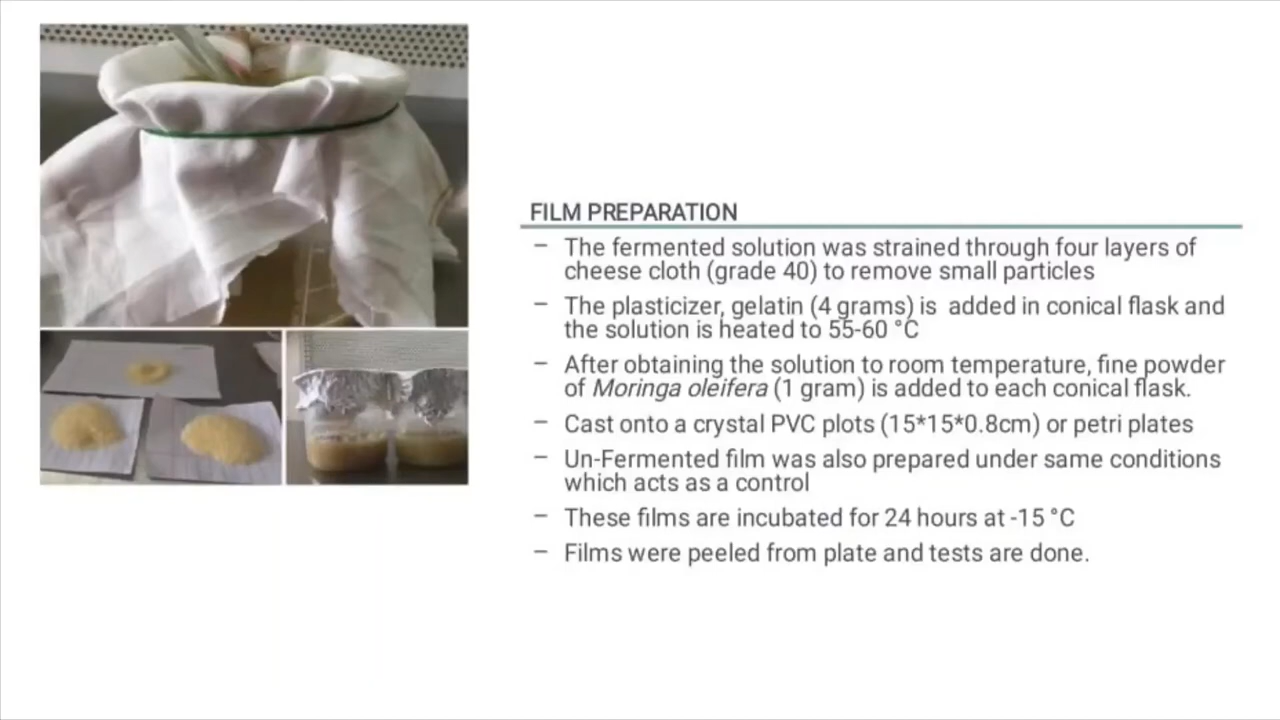 FILM PREPARATION
– The fermented solution was strained through four layers of
cheese cloth (grade 40) to remove small particles
– The plasticizer, gelatin (4 grams) is added in conical flask and
the solution is heated to 55-60 °C
– After obtaining the solution to room temperature, fine powder
of Moringa oleifera (1 gram) is added to each conical flask.
– Cast onto a crystal PVC plots (15*15*0.8cm) or petri plates
– Un-Fermented film was also prepared under same conditions
which acts as a control
– These films are incubated for 24 hours at -15 °C
– Films were peeled from plate and tests are done.